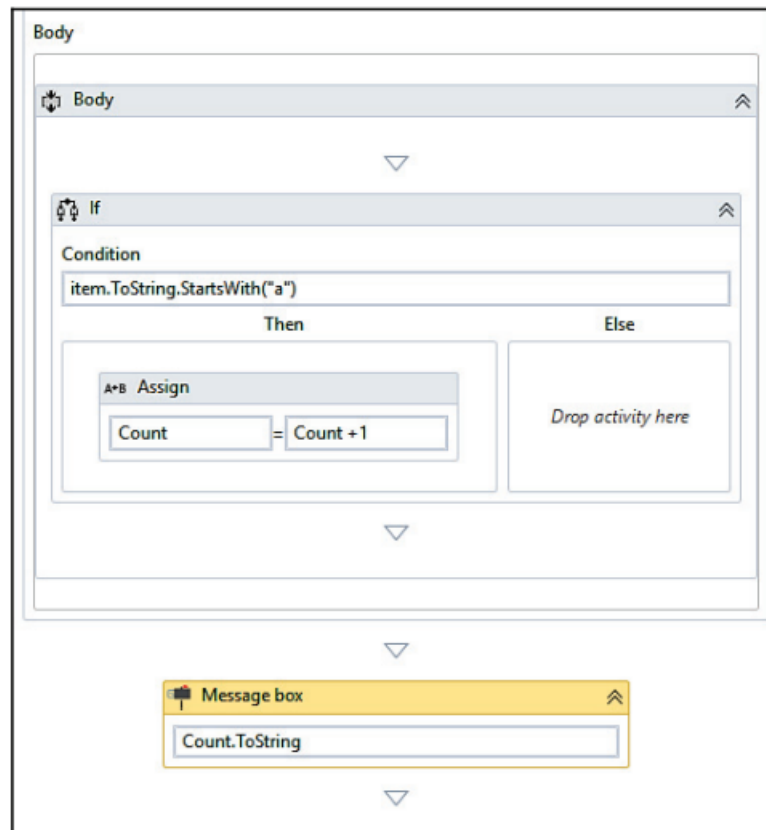 Body
Body
If
Condition
item.ToString.StartsWith("a")
Then Else
A+B Assign
Count = Count +1
Drop activity here
Message box
Count.ToString